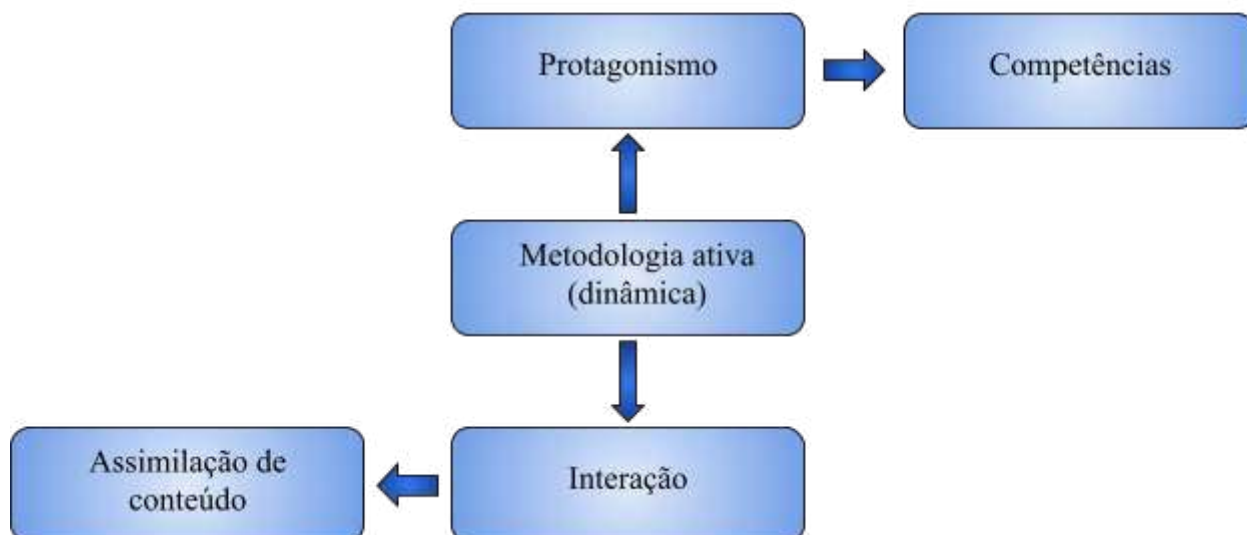 Protagonismo
Competências
Metodologia ativa
(dinâmica)
Assimilação de
conteúdo
Interação